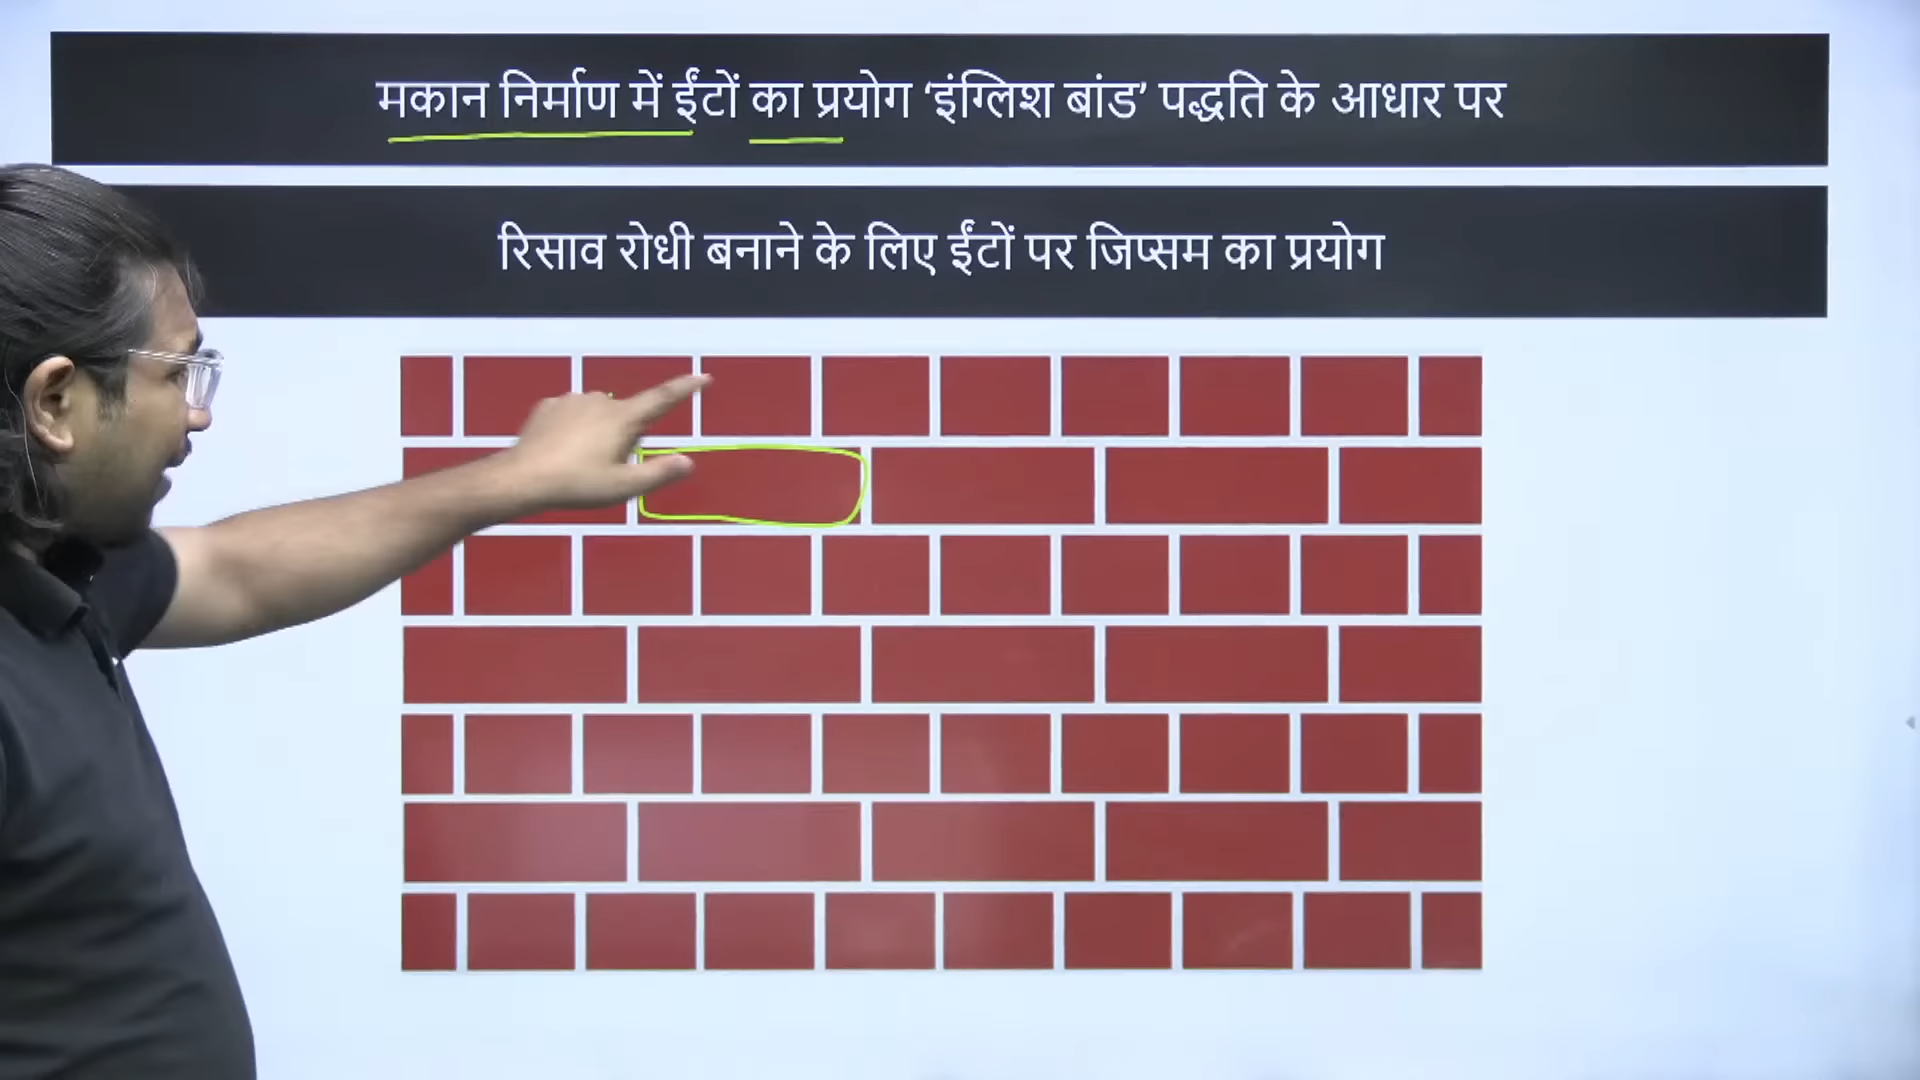 मकान निर्माण में ईंटों का प्रयोग ‘इंग्लिश बांड’ पद्धति के आधार पर
रिसाव रोधी बनाने के लिए ईंटों पर जिप्सम का प्रयोग